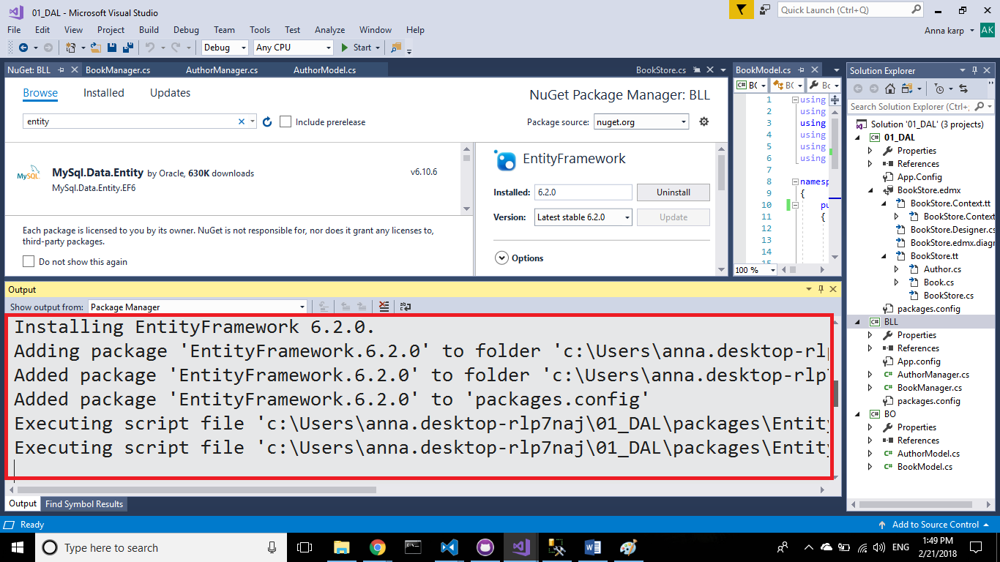 01_DAL - Microsoft Visual Studio
Quick Launch (Ctrl+Q)
File Edit View Project Build Debug Team Tools Test Analyze Window Help
Anna karp AK
Debug Any CPU Start
NuGet: BLL BookManager.cs AuthorManager.cs AuthorModel.cs BookStore.cs
Browse Installed Updates
NuGet Package Manager: BLL
entity
Include prerelease
Package source: nuget.org
MySQL
MySql.Data.Entity by Oracle, 630K downloads
v6.10.6
MySql.Data.Entity.EF6
Each package is licensed to you by its owner. NuGet is not responsible for, nor does it grant any licenses to,
third-party packages.
Do not show this again
EntityFramework
Installed: 6.2.0 Uninstall
Version: Latest stable 6.2.0 Update
Options
BookModel.cs
C# B( B( Bc
1 using
2 using
3 using
4 using
5 using
6 using
7
8 namesp
9 {
10 pu
11 {
12
13
14
15
100 %
Output
Show output from: Package Manager
Installing EntityFramework 6.2.0.
Adding package 'EntityFramework.6.2.0' to folder 'c:\Users\anna.desktop-rlp
Added package 'EntityFramework.6.2.0' to folder 'c:\Users\anna.desktop-rlp7
Added package 'EntityFramework.6.2.0' to 'packages.config'
Executing script file 'c:\Users\anna.desktop-rlp7naj\01_DAL\packages\Entity
Executing script file 'c:\Users\anna.desktop-rlp7naj\01_DAL\packages\Entity
Output Find Symbol Results
Solution Explorer
Search Solution Explorer (Ctrl+;
Solution '01_DAL' (3 projects)
C# 01_DAL
Properties
References
App.Config
BookStore.edmx
BookStore.Context.tt
BookStore.Context
BookStore.Designer.cs
BookStore.edmx.diagr
BookStore.tt
Author.cs
Book.cs
BookStore.cs
packages.config
C# BLL
Properties
References
App.config
C# AuthorManager.cs
C# BookManager.cs
packages.config
C# BO
Properties
References
C# AuthorModel.cs
C# BookModel.cs
Ready
Add to Source Control
Type here to search
ENG
1:49 PM
2/21/2018